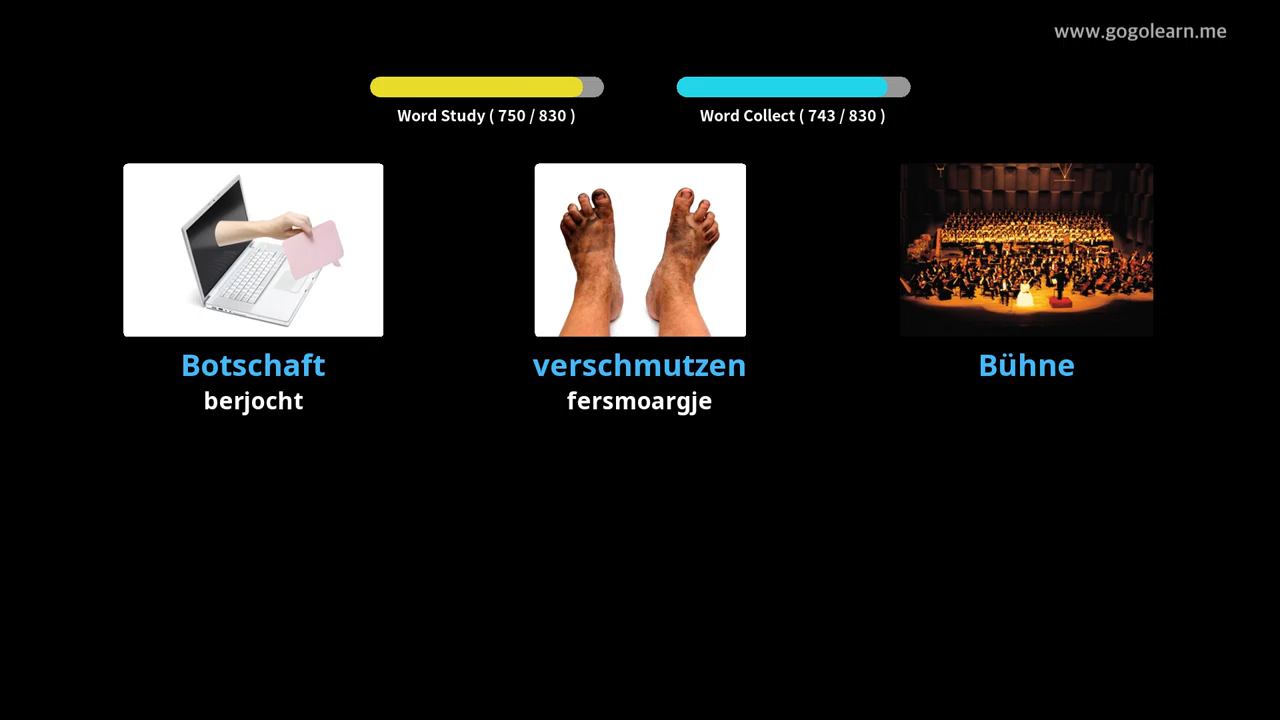 www.gogolearn.me
Word Study ( 750 / 830 )
Word Collect ( 743 / 830 )
Botschaft
berjocht
verschmutzen
fersmoargje
Bühne